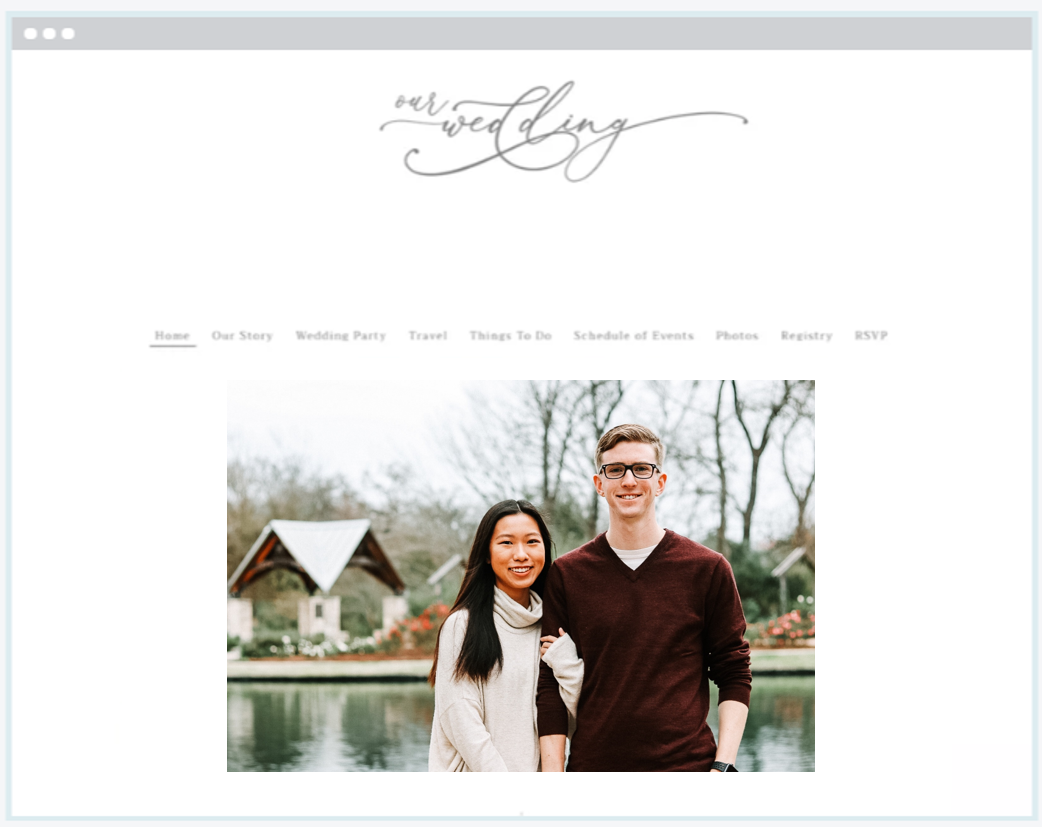 our
wedding
Home Our Story Wedding Party Travel Things To Do Schedule of Events Photos Registry RSVP